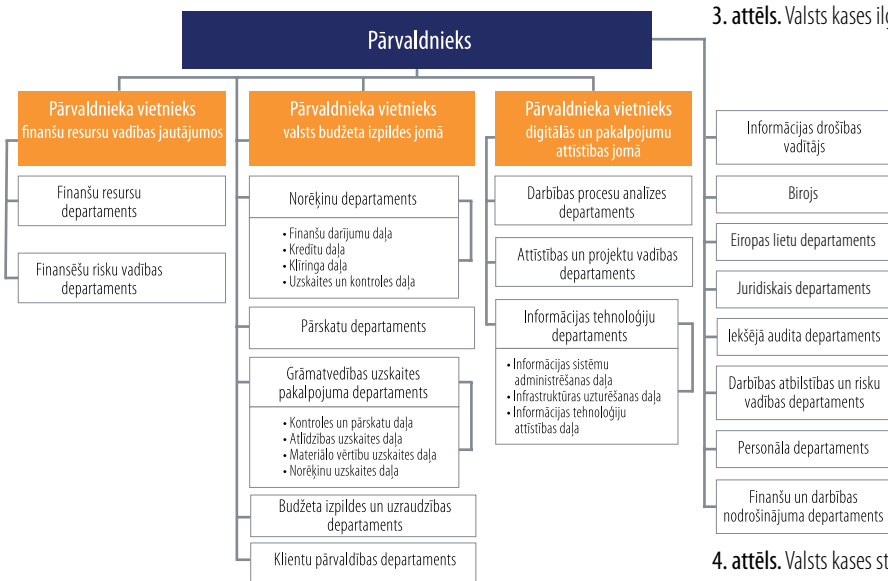 3. attēls. Valsts kases
Pārvaldnieks
Pārvaldnieka vietnieks
finanšu resursu vadības jautājumos
Finanšu resursu
departaments
Finansēšu risku vadības
departaments
Pārvaldnieka vietnieks
valsts budžeta izpildes jomā
Norēķinu departaments
• Finanšu darījumu daļa
• Kredītu daļa
• Klīringa daļa
• Uzskaites un kontroles daļa
Pārskatu departaments
Grāmatvedības uzskaites
pakalpojuma departaments
• Kontroles un pārskatu daļa
• Atlīdzības uzskaites daļa
• Materiālo vērtību uzskaites daļa
• Norēķinu uzskaites daļa
Budžeta izpildes un uzraudzības
departaments
Klientu pārvaldības departaments
Pārvaldnieka vietnieks
digitālās un pakalpojumu
attīstības jomā
Darbības procesu analīzes
departaments
Attīstības un projektu vadības
departaments
Informācijas tehnoloģiju
departaments
• Informācijas sistēmu
administrēšanas daļa
• Infrastruktūras uzturēšanas daļa
• Informācijas tehnoloģiju
attīstības daļa
Informācijas drošības
vadītājs
Birojs
Eiropas lietu departaments
Juridiskais departaments
Iekšējā audita departaments
Darbības atbilstības un risku
vadības departaments
Personāla departaments
Finanšu un darbības
nodrošinājuma departaments
4. attēls. Valsts kases